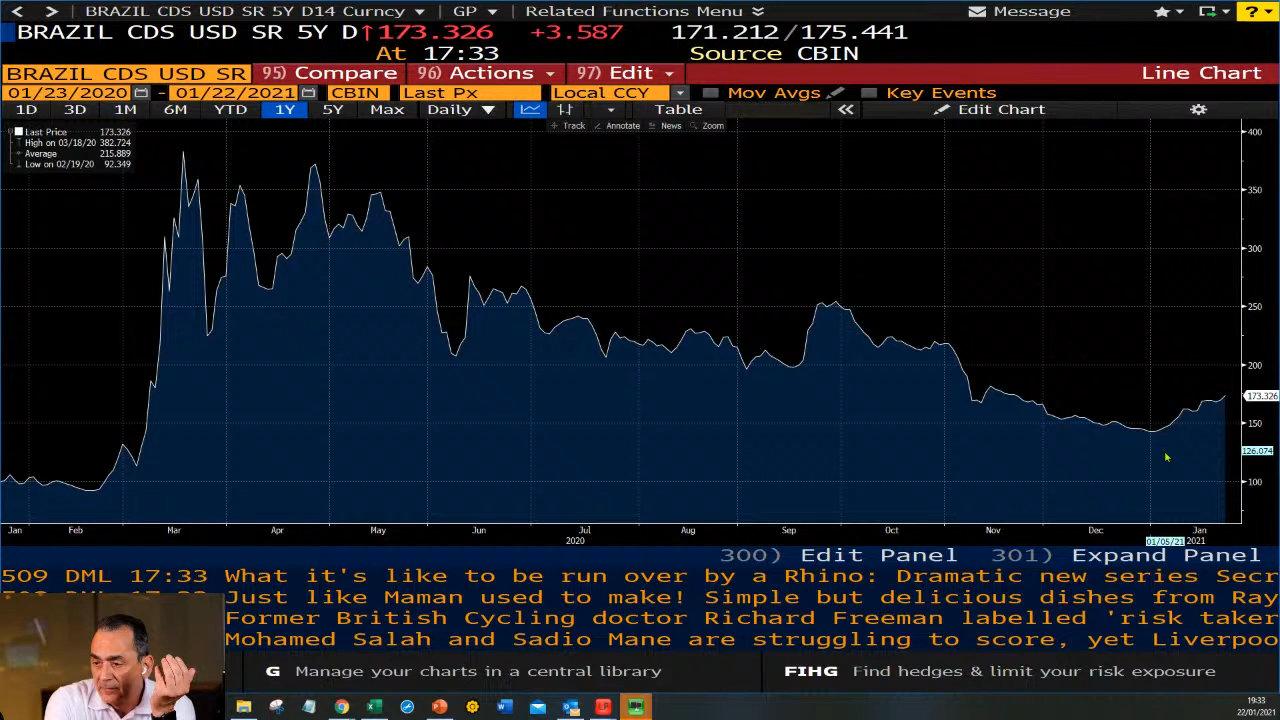 BRAZIL CDS USD SR 5Y D14 Curncy GP Related Functions Menu Message ?
BRAZIL CDS USD SR 5Y D↑173.326 +3.587 171.212/175.441
At 17:33 Source CBIN
BRAZIL CDS USD SR 95) Compare 96) Actions 97) Edit Line Chart
01/23/2020 - 01/22/2021 CBIN Last Px Local CCY Mov Avgs Key Events
1D 3D 1M 6M YTD 1Y 5Y Max Daily ▼ Table « Edit Chart
Track Annotate News Zoom
Last Price 173.326
High on 03/18/20 382.724
Average 215.889
Low on 02/19/20 92.349
400
350
300
250
200
173.326
150
126.074
100
Jan Feb Mar Apr May Jun Jul Aug Sep Oct Nov Dec Jan
2020 01/05/21 2021
300) Edit Panel 301) Expand Panel
509 DML 17:33 What it's like to be run over by a Rhino: Dramatic new series Secr
Just like Maman used to make! Simple but delicious dishes from Ray
Former British Cycling doctor Richard Freeman labelled 'risk taker
Mohamed Salah and Sadio Mane are struggling to score, yet Liverpoo
G Manage your charts in a central library FIHG Find hedges & limit your risk exposure
19:33
22/01/2021